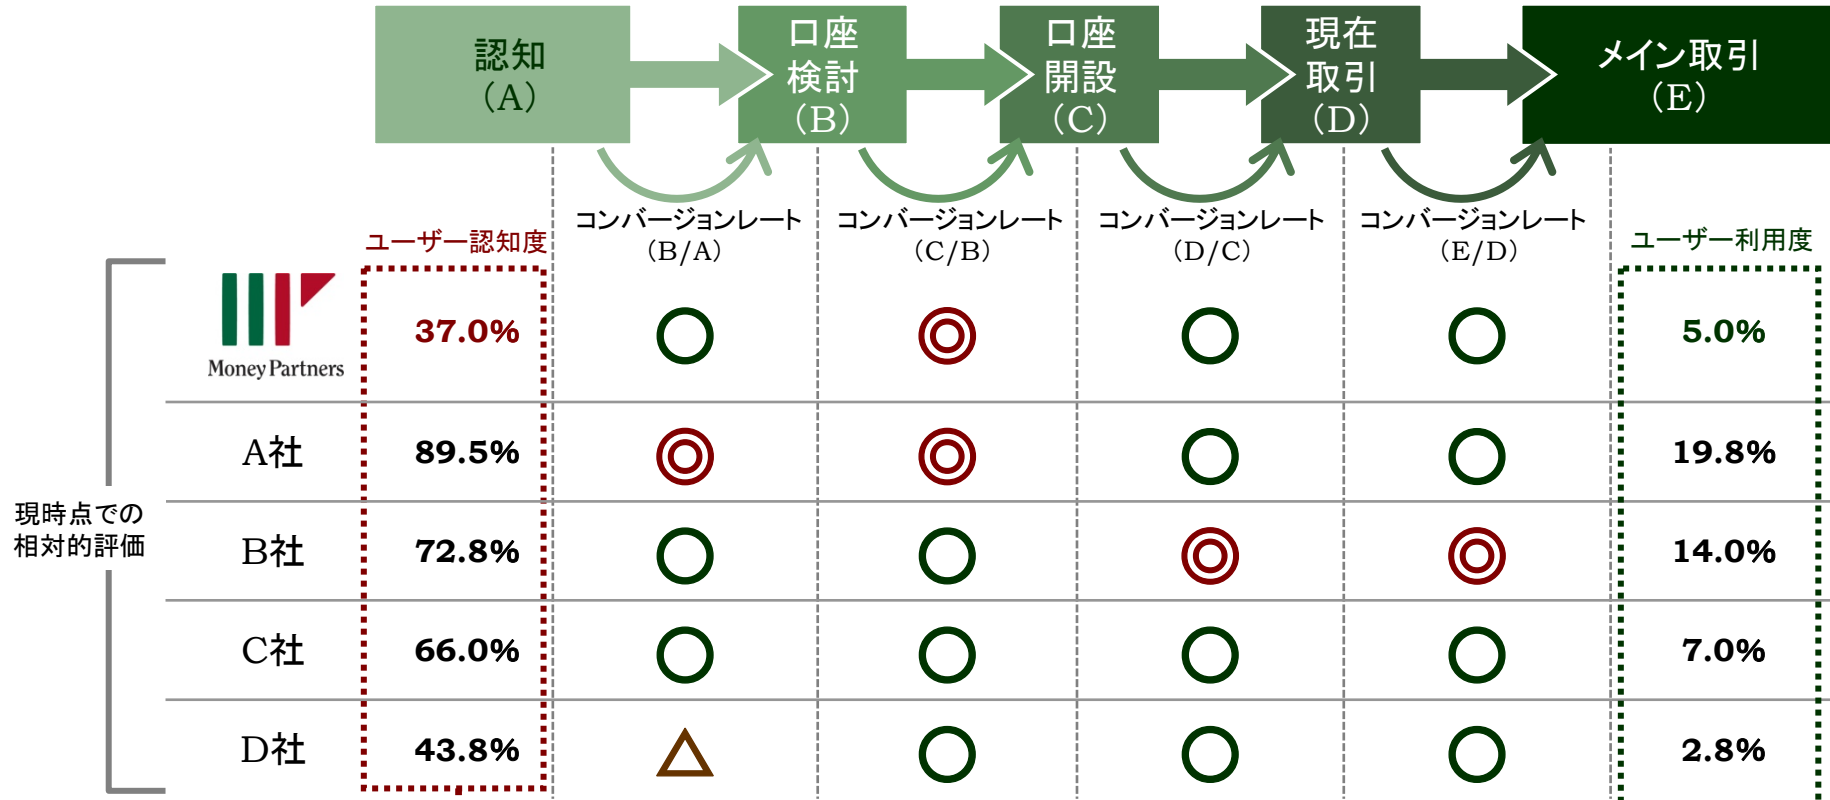 認知
（A）
口座
検討
（B）
口座
開設
（C）
現在
取引
（D）
メイン取引
（E）
コンバージョンレート
（B/A）
コンバージョンレート
（C/B）
コンバージョンレート
（D/C）
コンバージョンレート
（E/D）
ユーザー認知度
ユーザー利用度
現時点での
相対的評価
Money Partners
37.0%
◎
5.0%
A社
89.5%
19.8%
B社
72.8%
14.0%
C社
66.0%
7.0%
D社
43.8%
2.8%